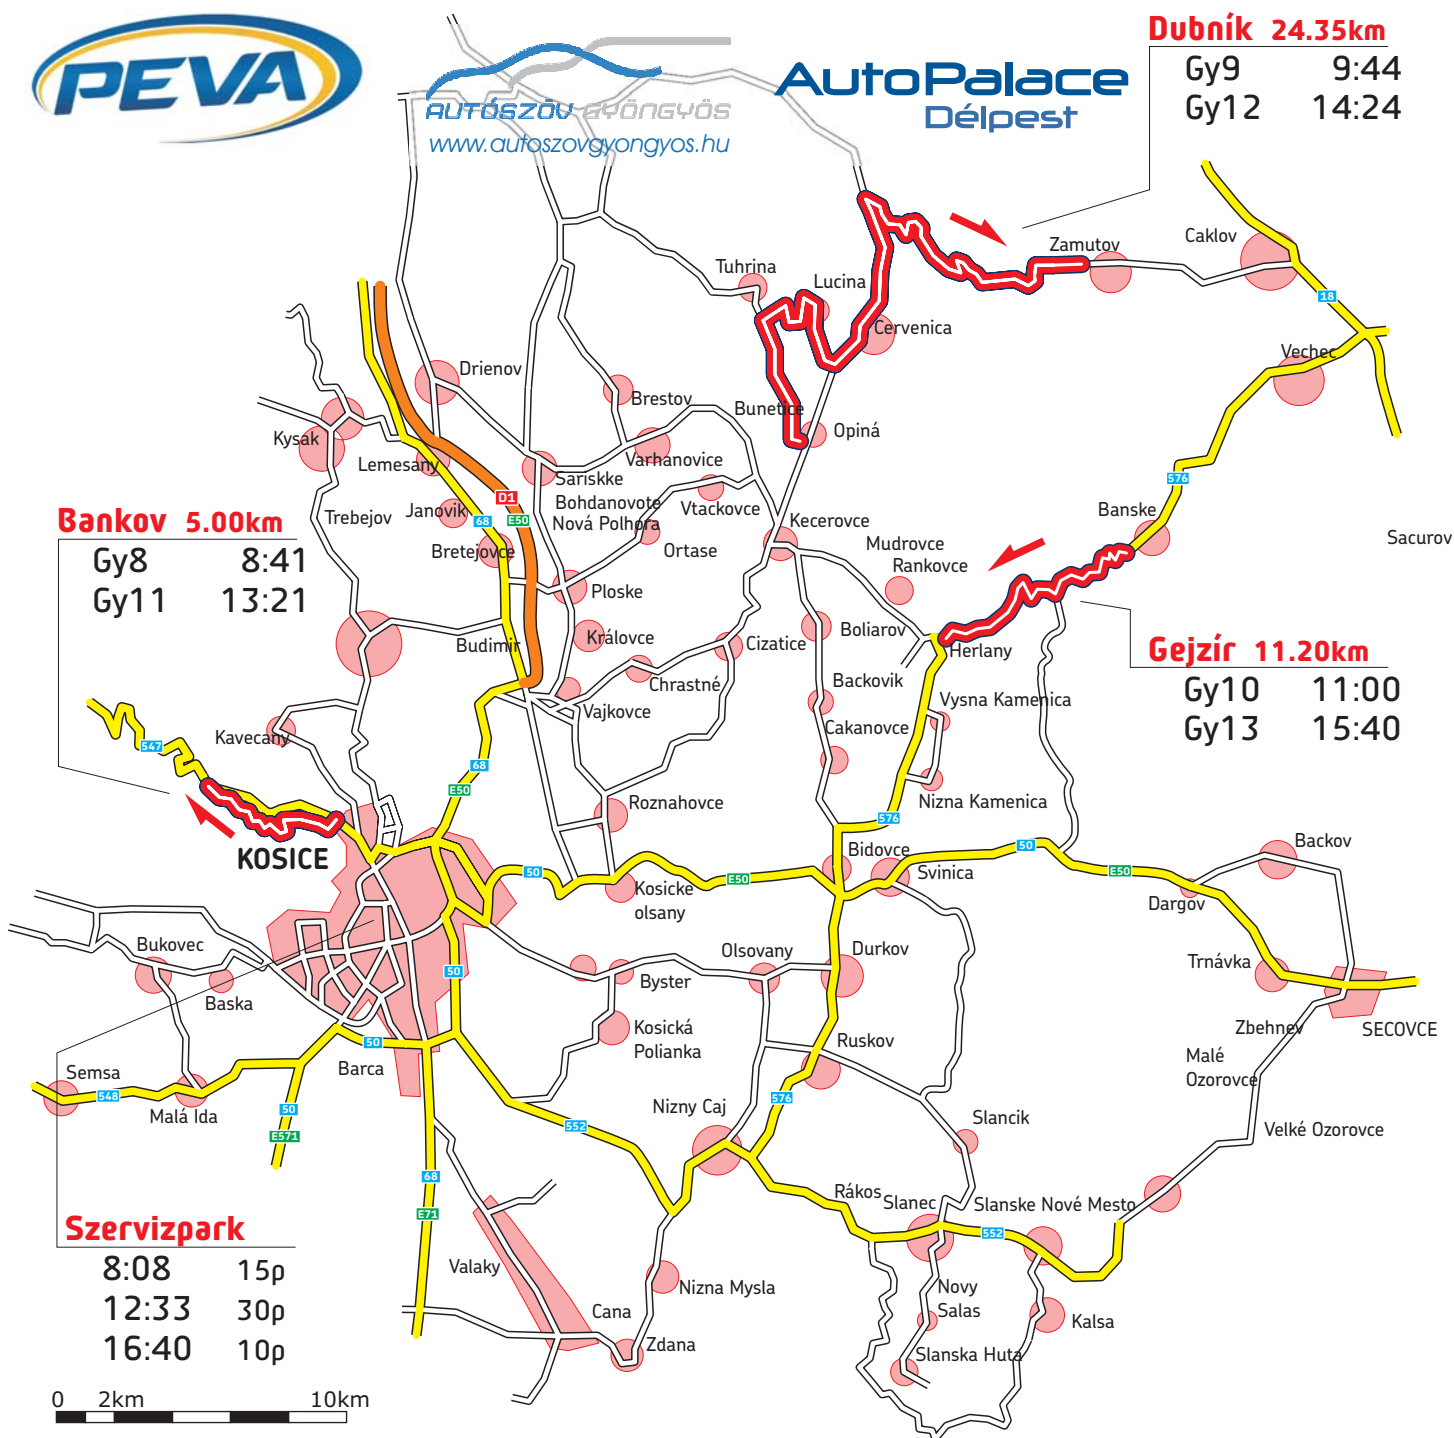 PEVA
AUTÓSZÖV GYÖNGYÖS
www.autoszovgyongyos.hu
AutoPalace
Délpest
Dubník 24.35km
Gy9 9:44
Gy12 14:24
Zamutov
Caklov
Tuhrina
Lucina
18
Cervenica
Vechec
Drienov
Brestov
Bunetice
Opiná
Kysak
Lemesany
Varhanovice
Sariskke
Bohdanovote
576
D1
E50
68
Janovik
Trebejov
Nová Polhora
Vtackovce
Kecerovce
Banske
Sacurov
Bankov 5.00km
Gy8 8:41
Gy11 13:21
Bretejovce
Ortase
Mudrovce
Rankovce
Ploske
Budimir
Královce
Cizatice
Boliarov
Herlany
Gejzír 11.20km
Gy10 11:00
Gy13 15:40
Chrastné
Backovik
Vysna Kamenica
Vajkovce
Cakanovce
Kavecany
547
68
E50
Roznahovce
Nizna Kamenica
576
KOSICE
50
Kosicke
olsany
E50
Bidovce
Svinica
50
E50
Backov
Dargov
Bukovec
Baska
50
Byster
Olsovany
Durkov
Trnávka
SECOVCE
Zbehnev
Kosická
Polianka
Ruskov
Malé
Ozorovce
50
Barca
Semsa
548
Malá Ida
50
E571
552
Nizny Caj
576
Slancik
Velké Ozorovce
68
E71
Rákos
Slanec
Slanske Nové Mesto
552
Szervizpark
8:08 15p
12:33 30p
16:40 10p
Valaky
Nizna Mysla
Cana
Zdana
Novy
Salas
Kalsa
Slanska Huta
0 2km 10km